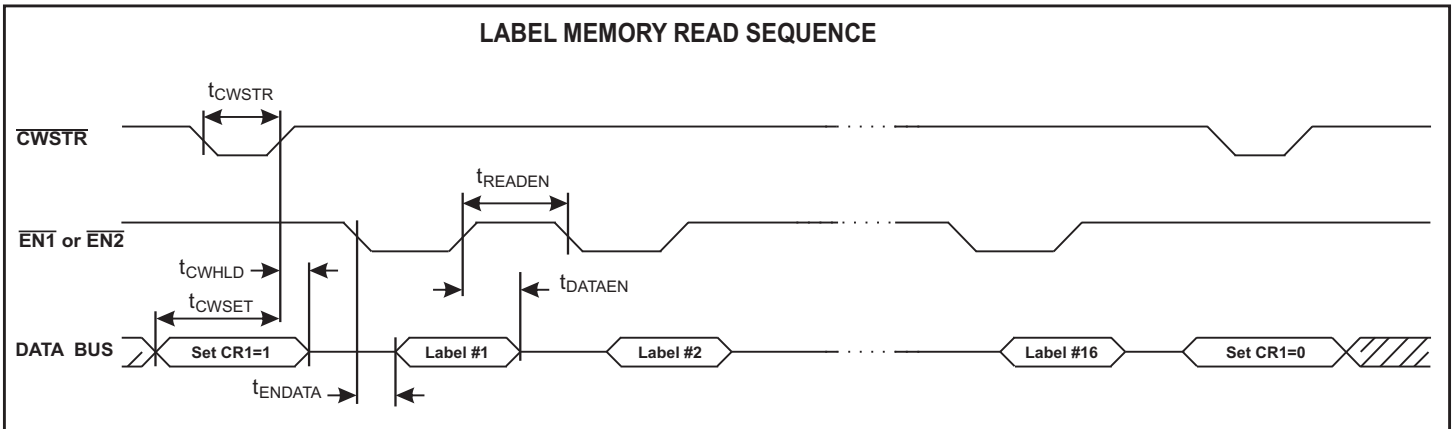 LABEL MEMORY READ SEQUENCE
tCWSTR
CWSTR
tREADEN
EN1 or EN2
tCWHLD
tDATAEN
tCWSET
DATA BUS Set CR1=1 Label #1 Label #2 Label #16 Set CR1=0
tENDATA